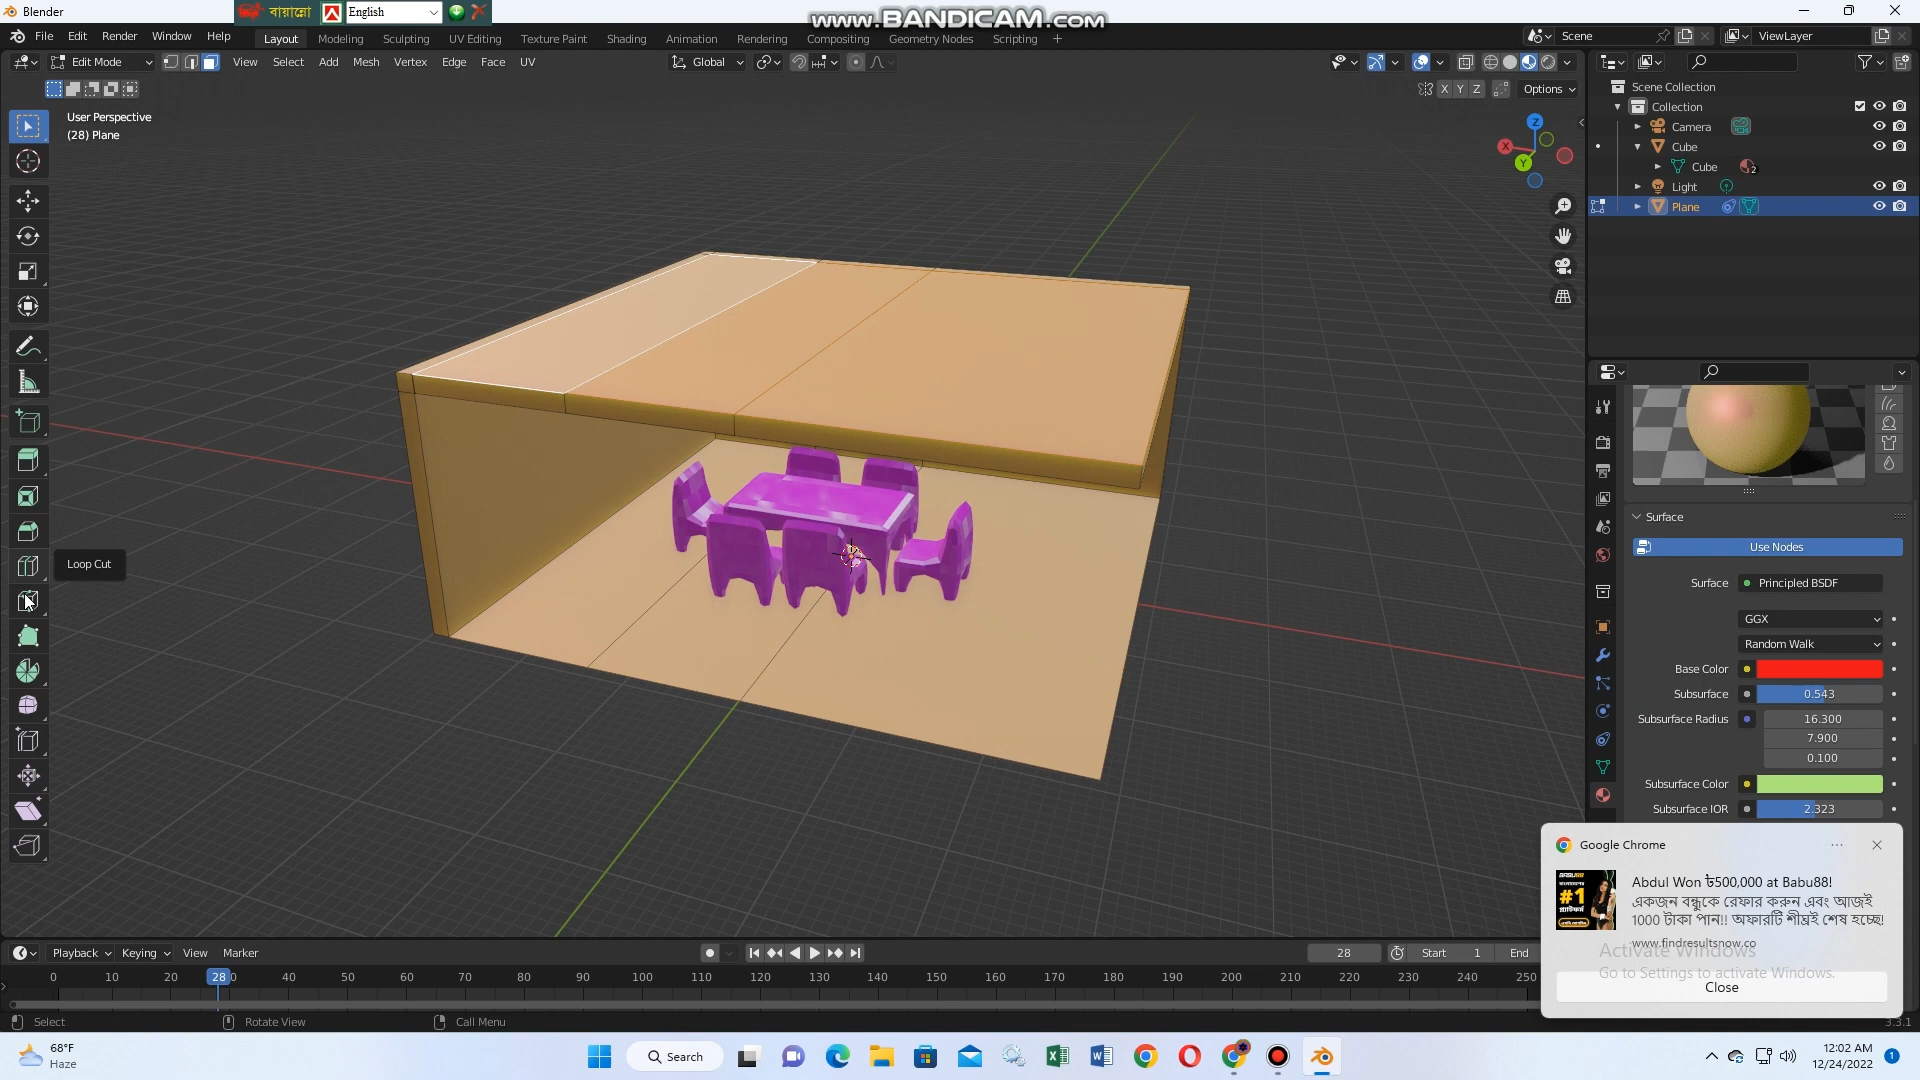 Blender
বায়ান্নো
English
www.BANDICAM.com
File Edit Render Window Help
Layout Modeling Sculpting UV Editing Texture Paint Shading Animation Rendering Compositing Geometry Nodes Scripting +
Scene
ViewLayer
Edit Mode
View Select Add Mesh Vertex Edge Face UV
Global
X Y Z
Options
User Perspective
(28) Plane
Z
X
Y
Scene Collection
Collection
Camera
Cube
Cube
2
Light
Plane
Loop Cut
Surface
Use Nodes
Surface Principled BSDF
GGX
Random Walk
Base Color
Subsurface 0.543
Subsurface Radius 16.300
7.900
0.100
Subsurface Color
Subsurface IOR 2.323
Google Chrome
BABU88
#1
Abdul Won ৳500,000 at Babu88!
একজন বন্ধুকে রেফার করুন এবং আজই
1000 টাকা পান!! অফারটি শীঘ্রই শেষ হচ্ছে!
www.findresultsnow.co
Activate Windows
Go to Settings to activate Windows.
Close
Playback Keying View Marker
28 Start 1 End
0 10 20 28 40 50 60 70 80 90 100 110 120 130 140 150 160 170 180 190 200 210 220 230 240 250
Select Rotate View Call Menu
3.3.1
68°F
Haze
Search
12:02 AM
12/24/2022
1